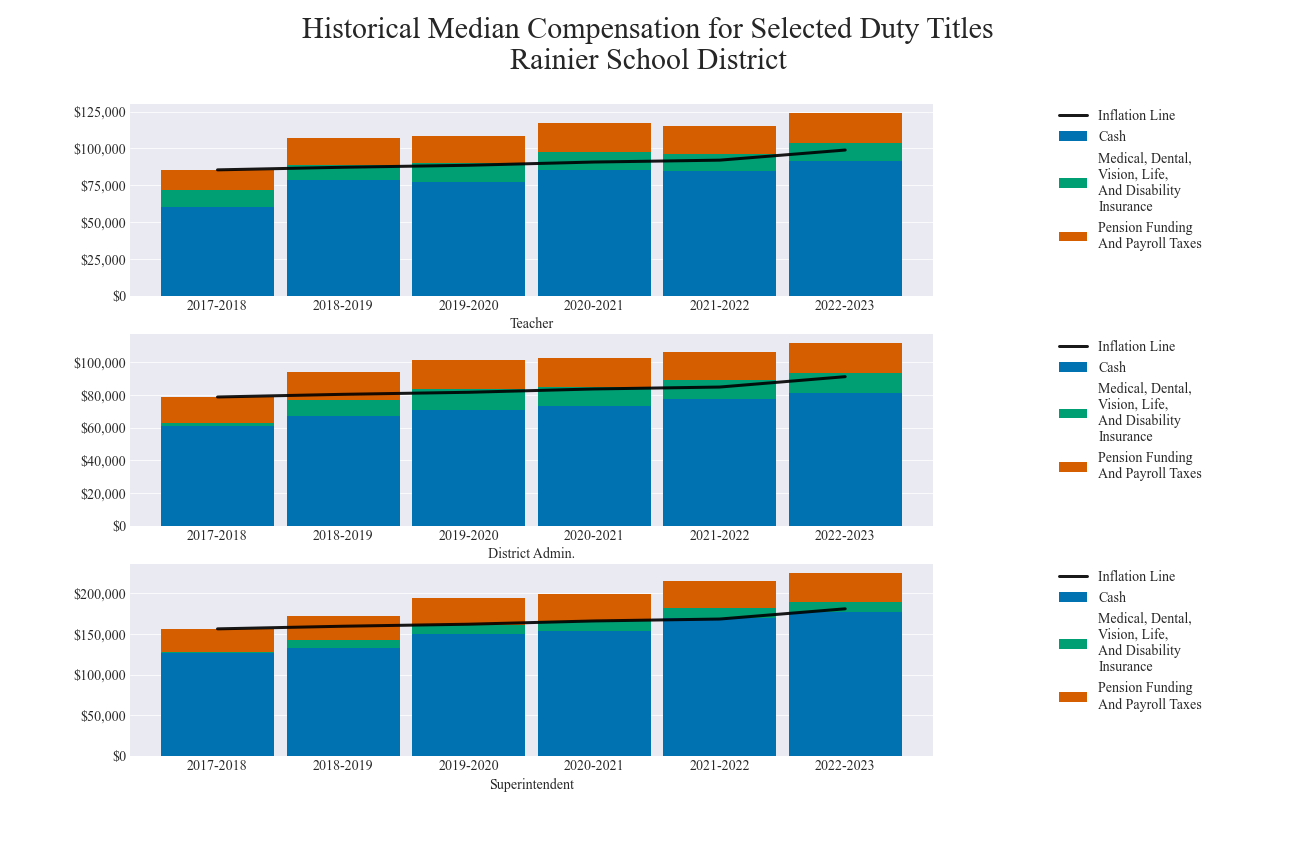 Historical Median Compensation for Selected Duty Titles
Rainier School District
$125,000
$100,000
$75,000
$50,000
$25,000
$0
2017-2018 2018-2019 2019-2020 2020-2021 2021-2022 2022-2023
Teacher
Inflation Line
Cash
Medical, Dental,
Vision, Life,
And Disability
Insurance
Pension Funding
And Payroll Taxes
$100,000
$80,000
$60,000
$40,000
$20,000
$0
2017-2018 2018-2019 2019-2020 2020-2021 2021-2022 2022-2023
District Admin.
Inflation Line
Cash
Medical, Dental,
Vision, Life,
And Disability
Insurance
Pension Funding
And Payroll Taxes
$200,000
$150,000
$100,000
$50,000
$0
2017-2018 2018-2019 2019-2020 2020-2021 2021-2022 2022-2023
Superintendent
Inflation Line
Cash
Medical, Dental,
Vision, Life,
And Disability
Insurance
Pension Funding
And Payroll Taxes